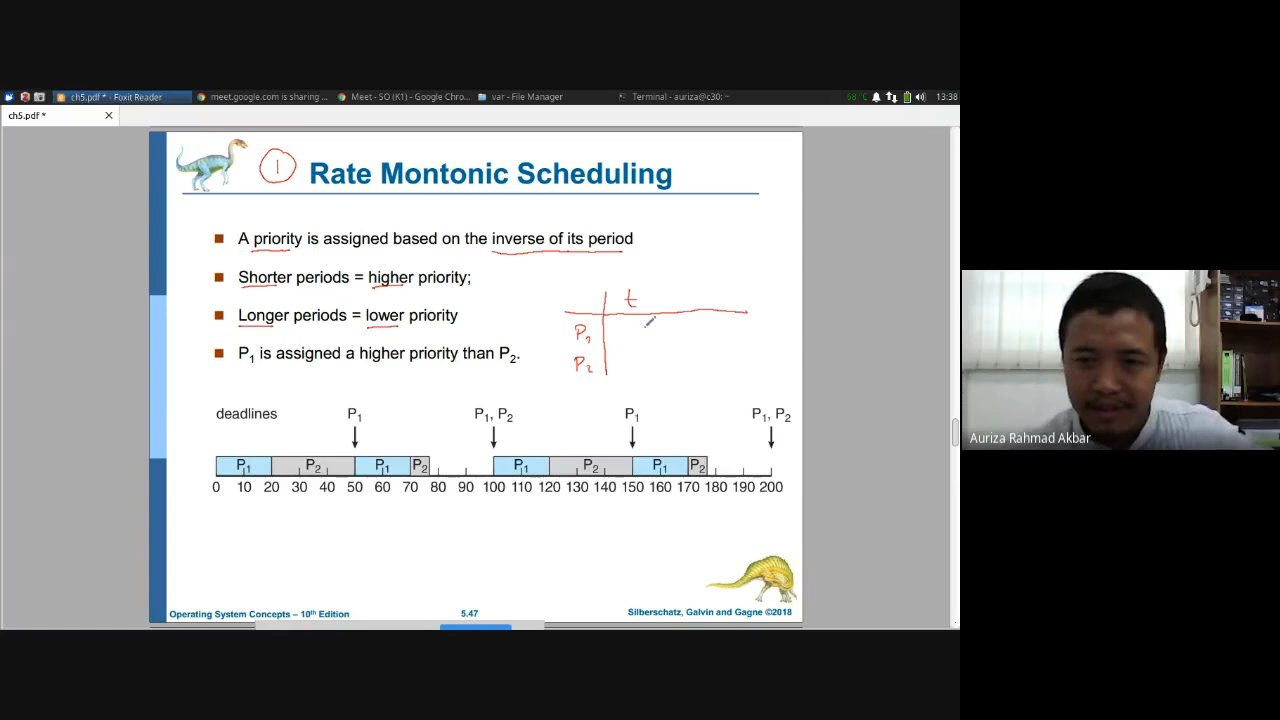 ch5.pdf * - Foxit Reader
meet.google.com is sharing ...
Meet - SO (K1) - Google Chro...
var - File Manager
Terminal - auriza@c30: ~
68°C
13:38
ch5.pdf *
1
Rate Montonic Scheduling
A priority is assigned based on the inverse of its period
Shorter periods = higher priority;
Longer periods = lower priority
P1 is assigned a higher priority than P2.
t
P1
P2
deadlines P1 P1, P2 P1 P1, P2
P1 P2 P1 P2 P1 P2 P1 P2
0 10 20 30 40 50 60 70 80 90 100 110 120 130 140 150 160 170 180 190 200
Operating System Concepts – 10th Edition
5.47
Silberschatz, Galvin and Gagne ©2018
Auriza Rahmad Akbar